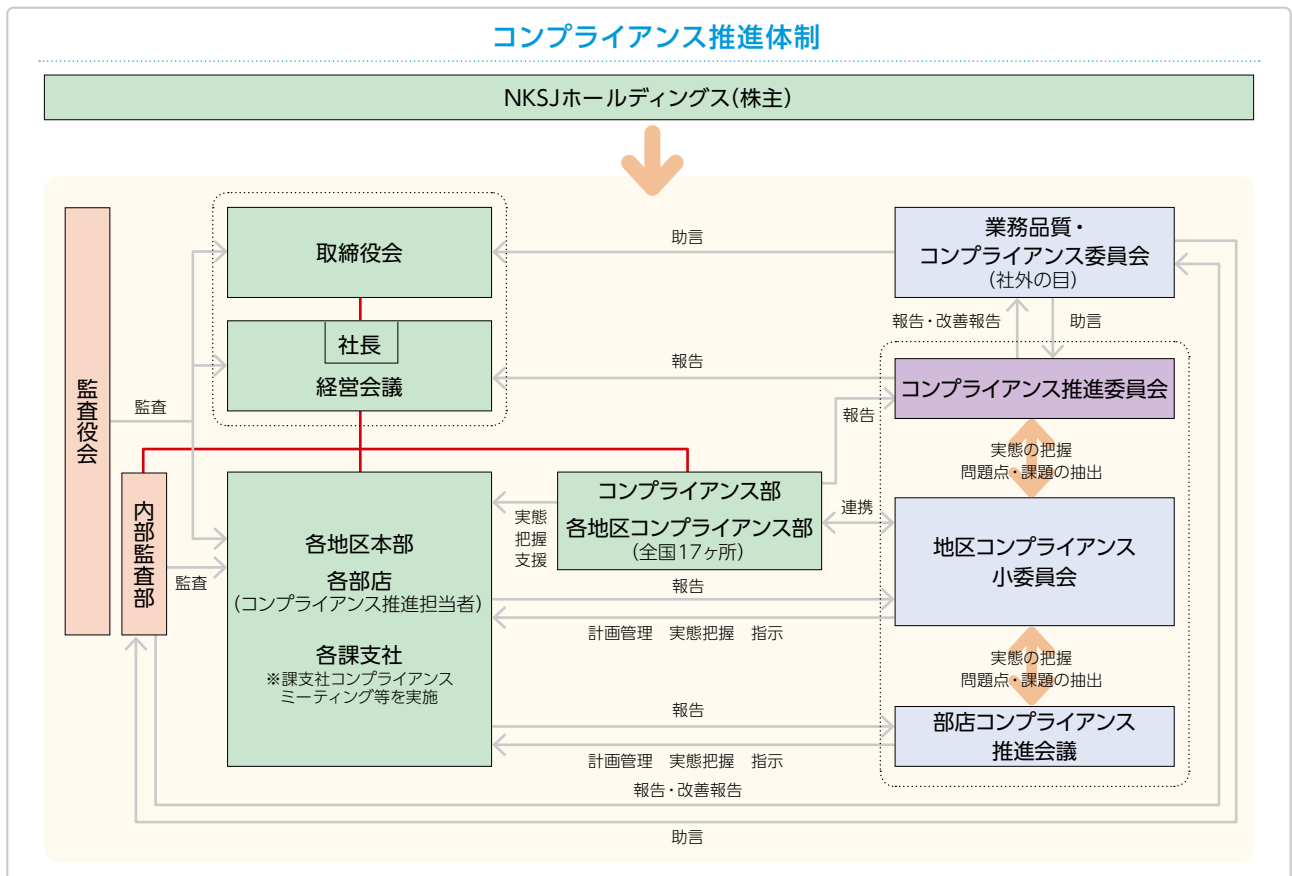 コンプライアンス推進体制
NKSJホールディングス(株主)
取締役会
助言
業務品質・
コンプライアンス委員会
(社外の目)
報告・改善報告
助言
社長
経営会議
報告
コンプライアンス推進委員会
監査役会
監査
報告
実態の把握
問題点・課題の抽出
内部監査部
監査
各地区本部
各部店
(コンプライアンス推進担当者)
各課支社
※課支社コンプライアンス
ミーティング等を実施
実態
把握
支援
コンプライアンス部
各地区コンプライアンス部
(全国17ヶ所)
連携
地区コンプライアンス
小委員会
報告
計画管理　実態把握　指示
実態の把握
問題点・課題の抽出
報告
計画管理　実態把握　指示
部店コンプライアンス
推進会議
報告・改善報告
助言